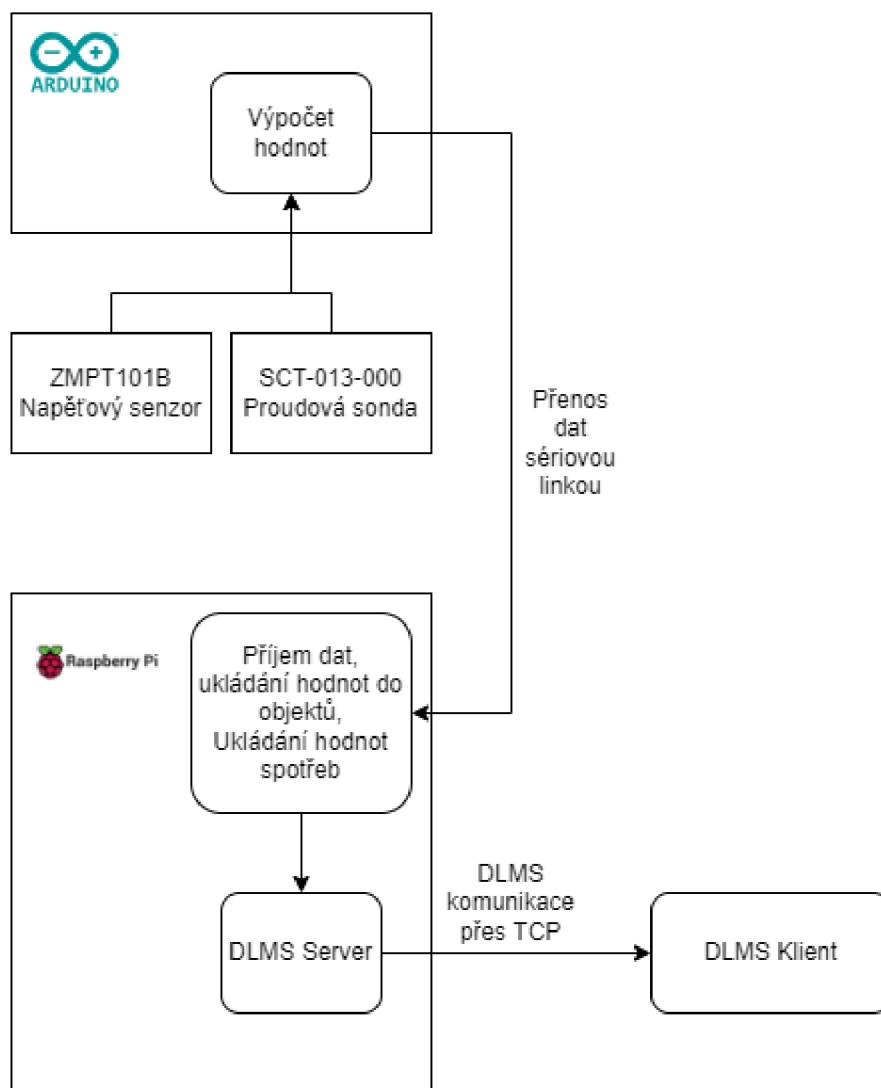 ARDUINO
Výpočet
hodnot
ZMPT101B
Napěťový senzor
SCT-013-000
Proudová sonda
Přenos
dat
sériovou
linkou
Raspberry Pi
Příjem dat,
ukládání hodnot do
objektů,
Ukládání hodnot
spotřeb
DLMS
komunikace
přes TCP
DLMS Server
DLMS Klient